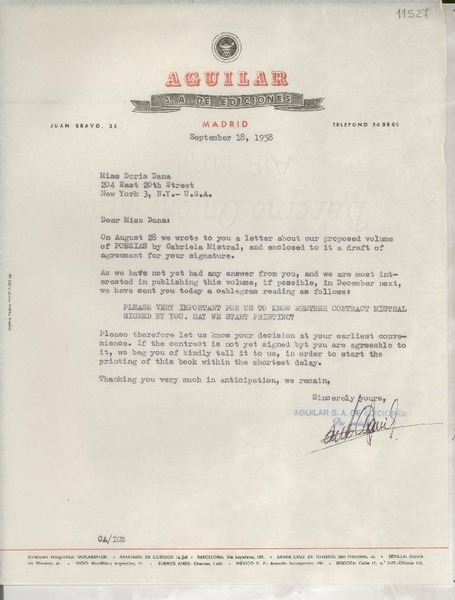 11527
AGUILAR
S. A. DE EDICIONES
MADRID
JUAN BRAVO, 38
TELEFONO 36 38 00
September 18, 1958
Miss Doris Dana
204 East 20th Street
New York 3, N.Y.- U.S.A.
Dear Miss Dana:
On August 28 we wrote to you a letter about our proposed volume
of POESIAS by Gabriela Mistral, and enclosed to it a draft of
agreement for your signature.
As we have not yet had any answer from you, and we are most int-
erested in publishing this volume, if possible, in December next,
we have sent you today a cablegram reading as follows:
PLEASE VERY IMPORTANT FOR US TO KNOW WHETHER CONTRACT MISTRAL
SIGNED BY YOU. MAY WE START PRINTING?
Please therefore let us know your decision at your earliest conve-
nience. If the contract is not yet signed by you are agreeable to
it, we beg you of kindly tell it to us, in order to start the
printing of this book within the shortest delay.
Thanking you very much in anticipation, we remain,
Sincerely yours,
AGUILAR S. A. DE EDICIONES
CA/IGB